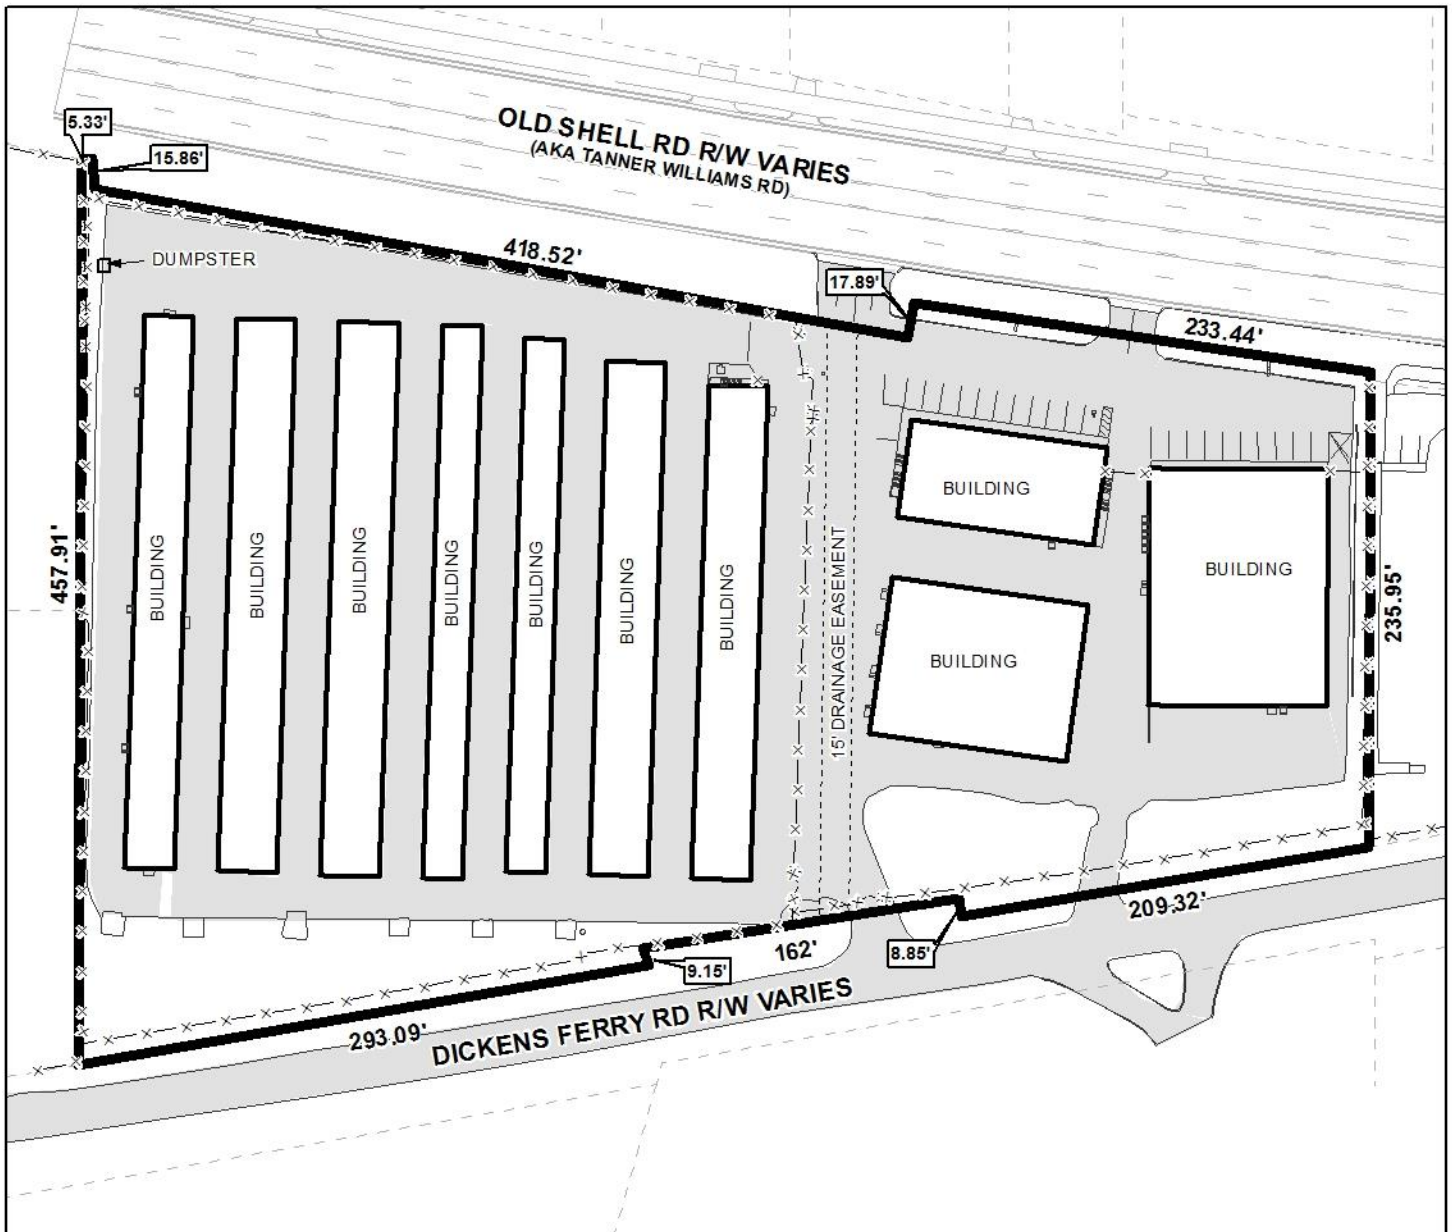 5.33'
15.86'
OLD SHELL RD R/W VARIES
(AKA TANNER WILLIAMS RD)
418.52'
DUMPSTER
17.89'
233.44'
457.91'
BUILDING
BUILDING
BUILDING
BUILDING
BUILDING
BUILDING
BUILDING
15' DRAINAGE EASEMENT
BUILDING
BUILDING
BUILDING
235.95'
209.32'
8.85'
162'
9.15'
293.09'
DICKENS FERRY RD R/W VARIES